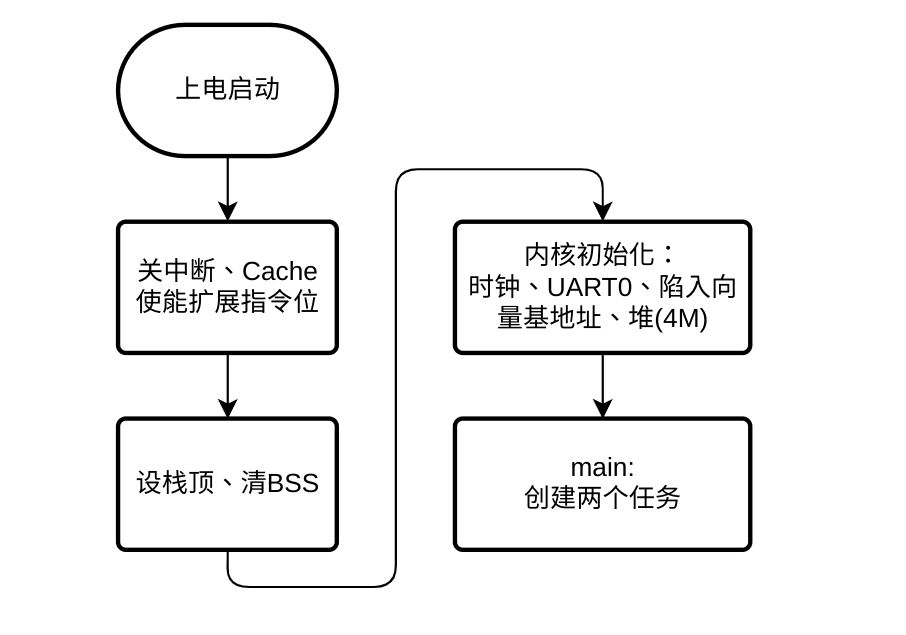 上电启动
关中断、Cache
使能扩展指令位
设栈顶、清BSS
内核初始化：
时钟、UART0、陷入向
量基地址、堆(4M)
main:
创建两个任务